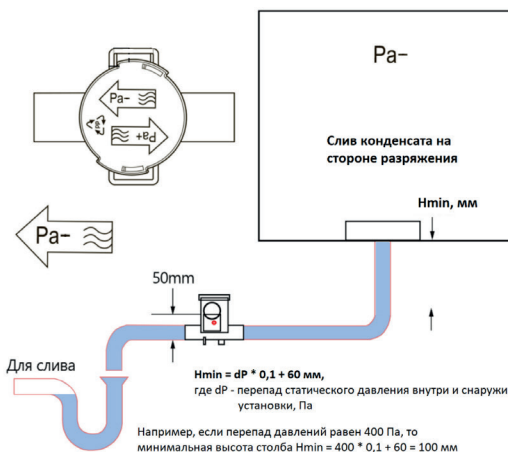 Pa-
Pa+
Pa-
Слив конденсата на
стороне разряжения
Hmin, мм
Pa-
50mm
Для слива
Hmin = dP * 0,1 + 60 мм,
где dP - перепад статического давления внутри и снаружи
установки, Па
Например, если перепад давлений равен 400 Па, то
минимальная высота столба Hmin = 400 * 0,1 + 60 = 100 мм